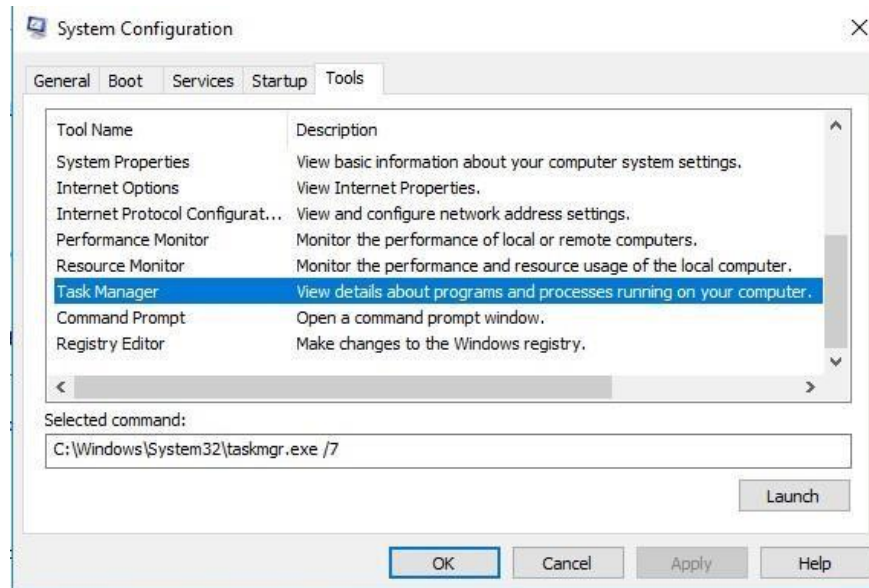 System Configuration
General Boot Services Startup Tools
Tool Name Description
System Properties View basic information about your computer system settings.
Internet Options View Internet Properties.
Internet Protocol Configurat... View and configure network address settings.
Performance Monitor Monitor the performance of local or remote computers.
Resource Monitor Monitor the performance and resource usage of the local computer.
Task Manager View details about programs and processes running on your computer.
Command Prompt Open a command prompt window.
Registry Editor Make changes to the Windows registry.
Selected command:
C:\Windows\System32\taskmgr.exe /7
Launch
OK Cancel Apply Help